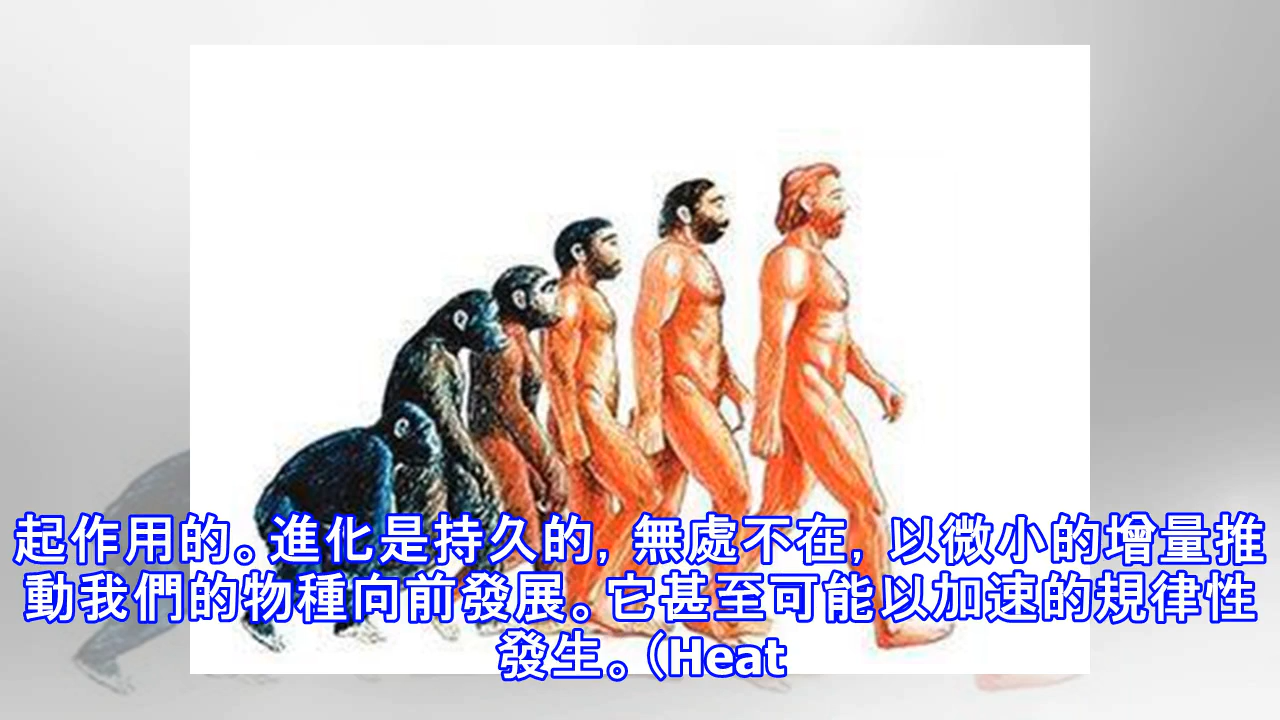 起作用的。進化是持久的, 無處不在, 以微小的增量推
動我們的物種向前發展。它甚至可能以加速的規律性
發生。(Heat